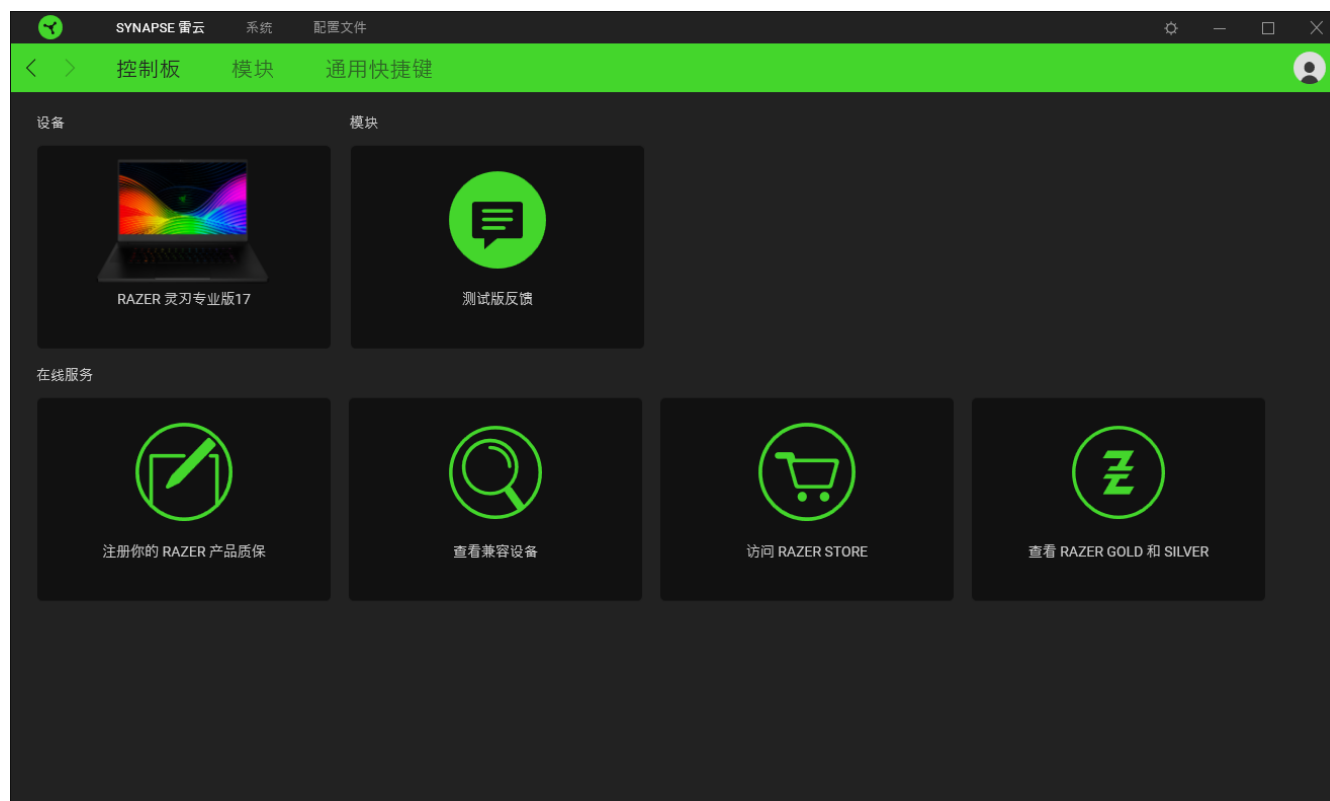 SYNAPSE 雷云 系统 配置文件
控制板 模块 通用快捷键
设备 模块
RAZER 灵刃专业版17 测试版反馈
在线服务
注册你的 RAZER 产品质保 查看兼容设备 访问 RAZER STORE 查看 RAZER GOLD 和 SILVER